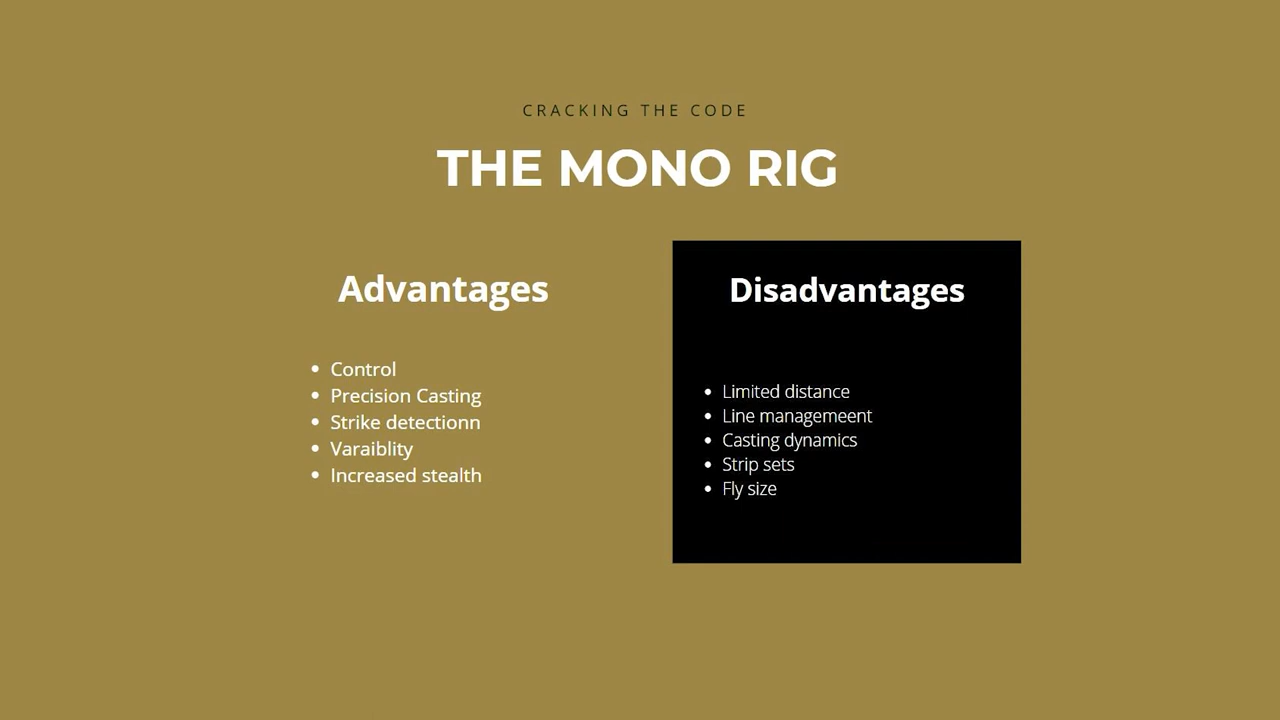 CRACKING THE CODE
THE MONO RIG
Advantages
Control
Precision Casting
Strike detectionn
Varaiblity
Increased stealth
Disadvantages
Limited distance
Line managemeent
Casting dynamics
Strip sets
Fly size